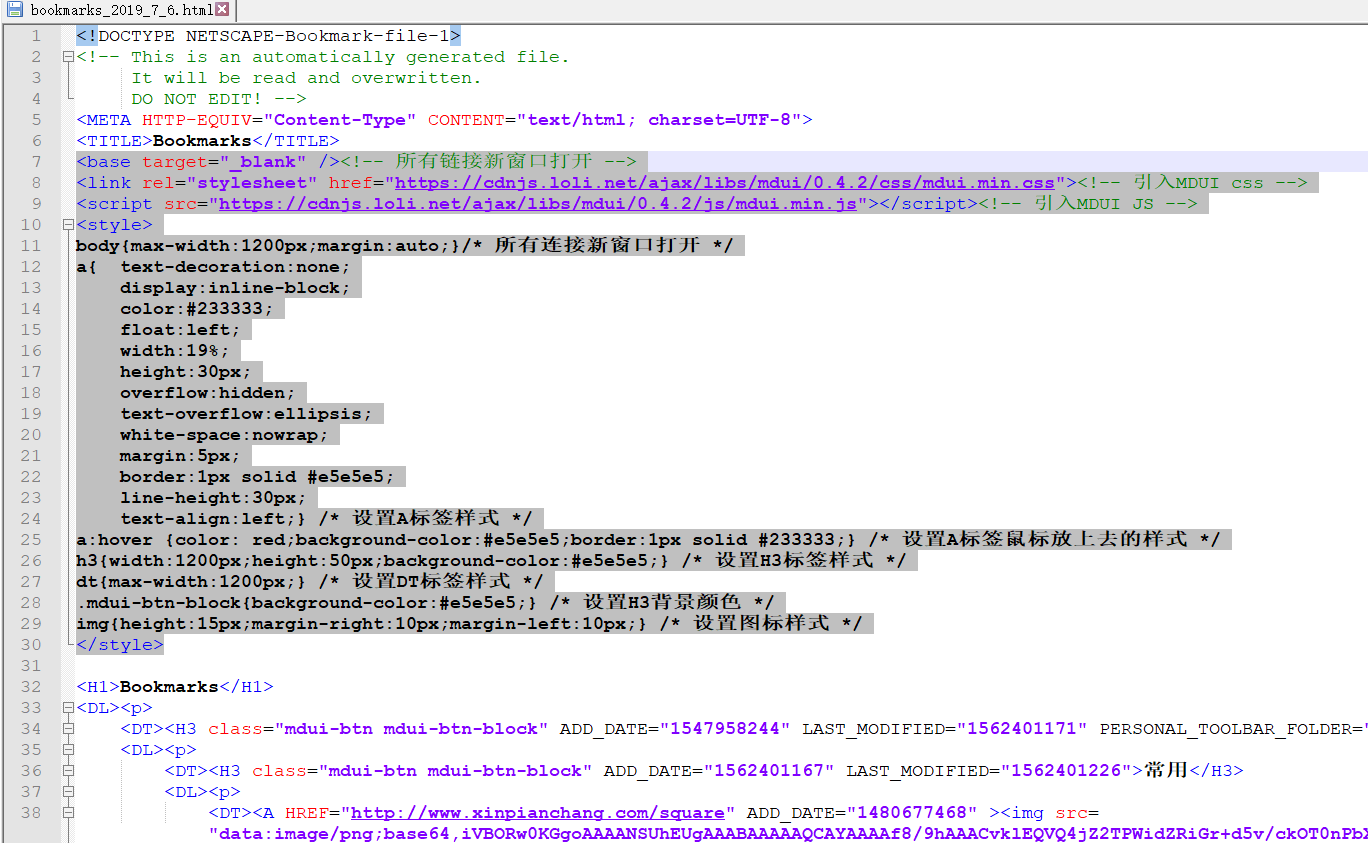 bookmarks_2019_7_6.html
1 <!DOCTYPE NETSCAPE-Bookmark-file-1>
2 <!-- This is an automatically generated file.
3 It will be read and overwritten.
4 DO NOT EDIT! -->
5 <META HTTP-EQUIV="Content-Type" CONTENT="text/html; charset=UTF-8">
6 <TITLE>Bookmarks</TITLE>
7 <base target="_blank" /><!-- 所有链接新窗口打开 -->
8 <link rel="stylesheet" href="https://cdnjs.loli.net/ajax/libs/mdui/0.4.2/css/mdui.min.css"><!-- 引入MDUI css -->
9 <script src="https://cdnjs.loli.net/ajax/libs/mdui/0.4.2/js/mdui.min.js"></script><!-- 引入MDUI JS -->
10 <style>
11 body{max-width:1200px;margin:auto;}/* 所有连接新窗口打开 */
12 a{ text-decoration:none;
13 display:inline-block;
14 color:#233333;
15 float:left;
16 width:19%;
17 height:30px;
18 overflow:hidden;
19 text-overflow:ellipsis;
20 white-space:nowrap;
21 margin:5px;
22 border:1px solid #e5e5e5;
23 line-height:30px;
24 text-align:left;} /* 设置A标签样式 */
25 a:hover {color: red;background-color:#e5e5e5;border:1px solid #233333;} /* 设置A标签鼠标放上去的样式 */
26 h3{width:1200px;height:50px;background-color:#e5e5e5;} /* 设置H3标签样式 */
27 dt{max-width:1200px;} /* 设置DT标签样式 */
28 .mdui-btn-block{background-color:#e5e5e5;} /* 设置H3背景颜色 */
29 img{height:15px;margin-right:10px;margin-left:10px;} /* 设置图标样式 */
30 </style>
31
32 <H1>Bookmarks</H1>
33 <DL><p>
34 <DT><H3 class="mdui-btn mdui-btn-block" ADD_DATE="1547958244" LAST_MODIFIED="1562401171" PERSONAL_TOOLBAR_FOLDER="
35 <DL><p>
36 <DT><H3 class="mdui-btn mdui-btn-block" ADD_DATE="1562401167" LAST_MODIFIED="1562401226">常用</H3>
37 <DL><p>
38 <DT><A HREF="http://www.xinpianchang.com/square" ADD_DATE="1480677468" ><img src=
"data:image/png;base64,iVBORw0KGgoAAAANSUhEUgAAABAAAAAQCAYAAAAf8/9hAAACvklEQVQ4jZ2TPWidZRiGr+d5v/ckOT0nPb